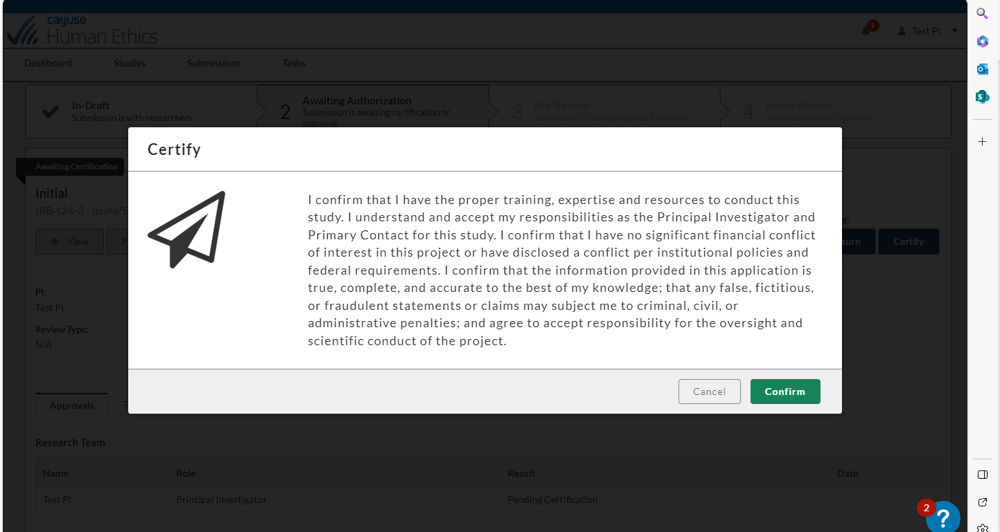 cayuse
Human Ethics
1
Test PI
Dashboard
Studies
Submissions
Tasks
In-Draft
Submission is with researchers
2
Awaiting Authorization
Submission is awaiting certification or
approval
3
Pre-Review
Submission is being prepared for review
4
Under-Review
Submission is with reviewers
Certify
Awaiting Certification
Initial
IRB-t24-3 - dsafafS
View
P
I confirm that I have the proper training, expertise and resources to conduct this
study. I understand and accept my responsibilities as the Principal Investigator and
Primary Contact for this study. I confirm that I have no significant financial conflict
of interest in this project or have disclosed a conflict per institutional policies and
federal requirements. I confirm that the information provided in this application is
true, complete, and accurate to the best of my knowledge; that any false, fictitious,
or fraudulent statements or claims may subject me to criminal, civil, or
administrative penalties; and agree to accept responsibility for the oversight and
scientific conduct of the project.
g:
turn
Certify
PI:
Test PI
Review Type:
N/A
Cancel
Confirm
Approvals
T
Research Team
Name Role Result Date
Test PI Principal Investigator Pending Certification
2
?